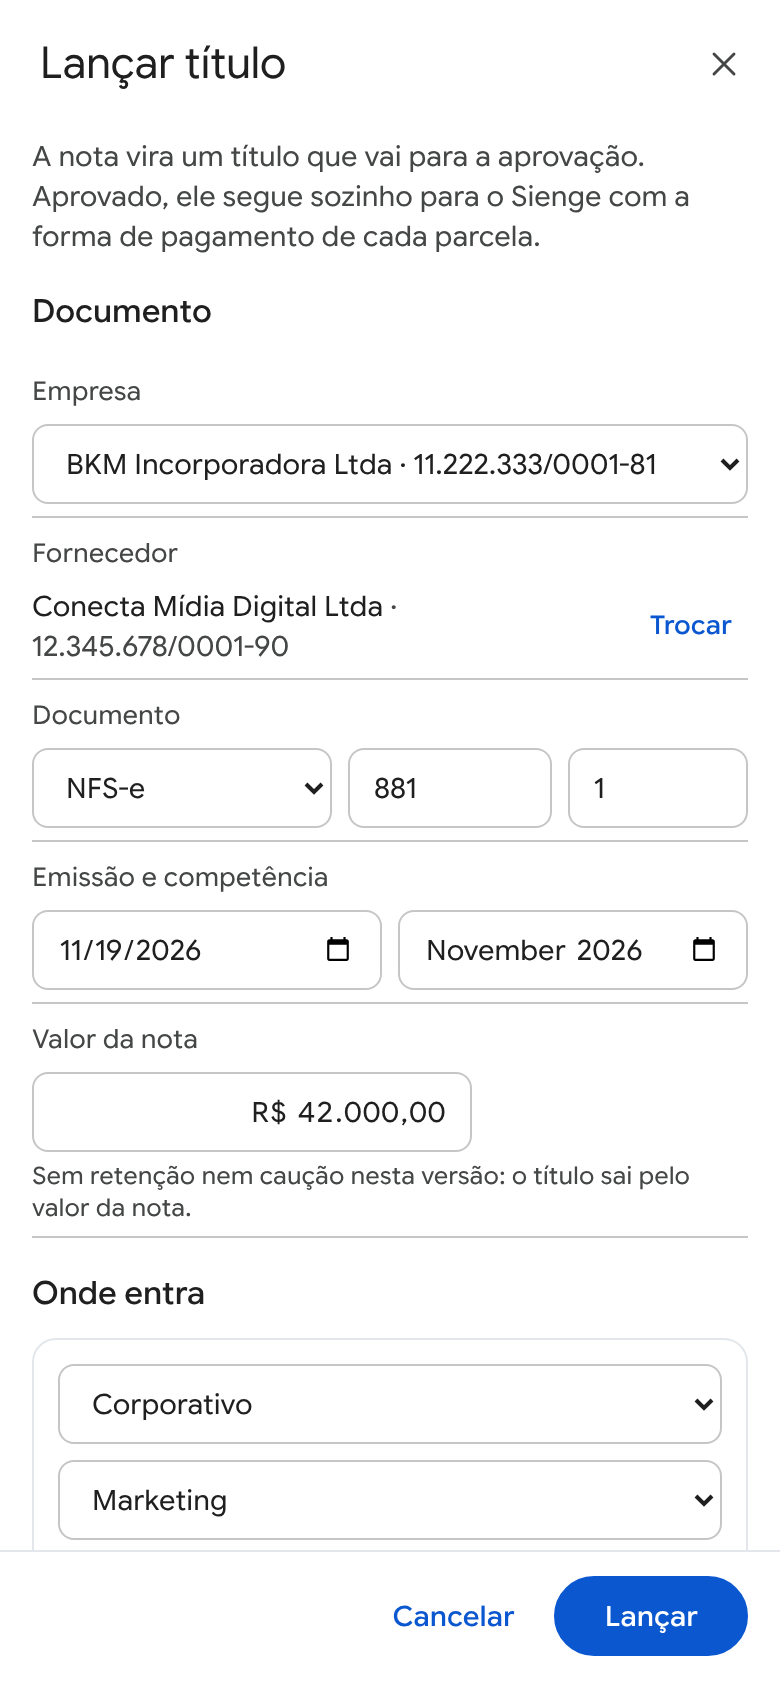 Lançar título
A nota vira um título que vai para a aprovação.
Aprovado, ele segue sozinho para o Sienge com a
forma de pagamento de cada parcela.
Documento
Empresa
BKM Incorporadora Ltda · 11.222.333/0001-81
Fornecedor
Conecta Mídia Digital Ltda ·
12.345.678/0001-90
Trocar
Documento
NFS-e 881 1
Emissão e competência
11/19/2026 November 2026
Valor da nota
R$ 42.000,00
Sem retenção nem caução nesta versão: o título sai pelo
valor da nota.
Onde entra
Corporativo
Marketing
Cancelar Lançar